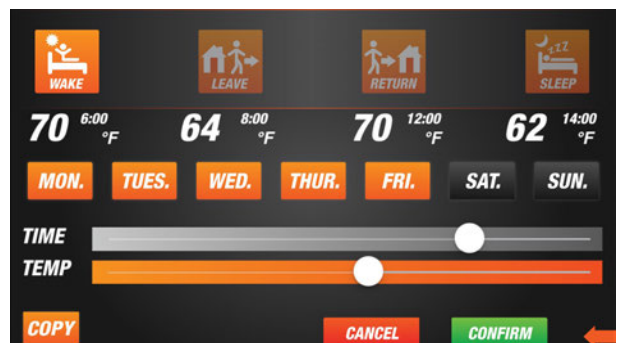 WAKE LEAVE RETURN zZZ SLEEP
70 6:00 °F 64 8:00 °F 70 12:00 °F 62 14:00 °F
MON. TUES. WED. THUR. FRI. SAT. SUN.
TIME
TEMP
COPY CANCEL CONFIRM